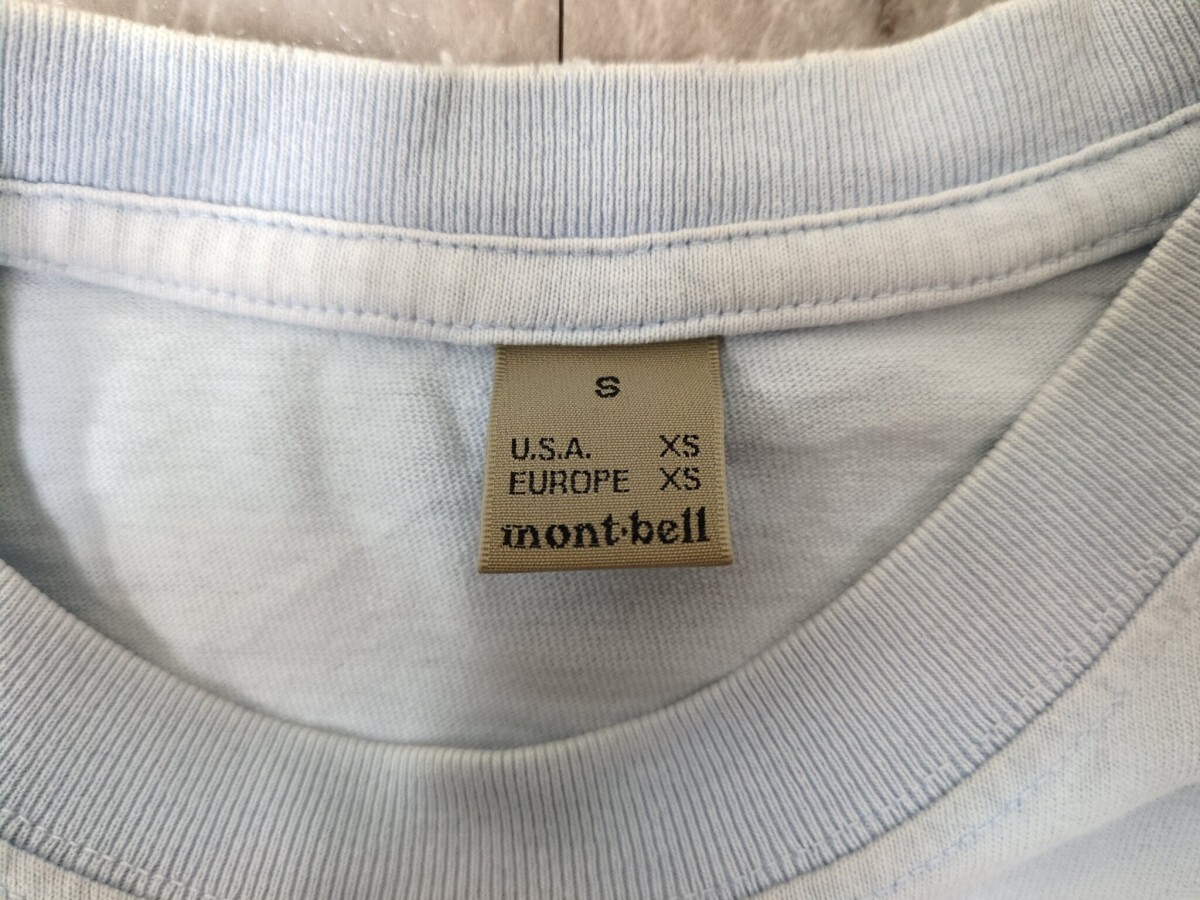 S
U.S.A. XS
EUROPE XS
mont·bell